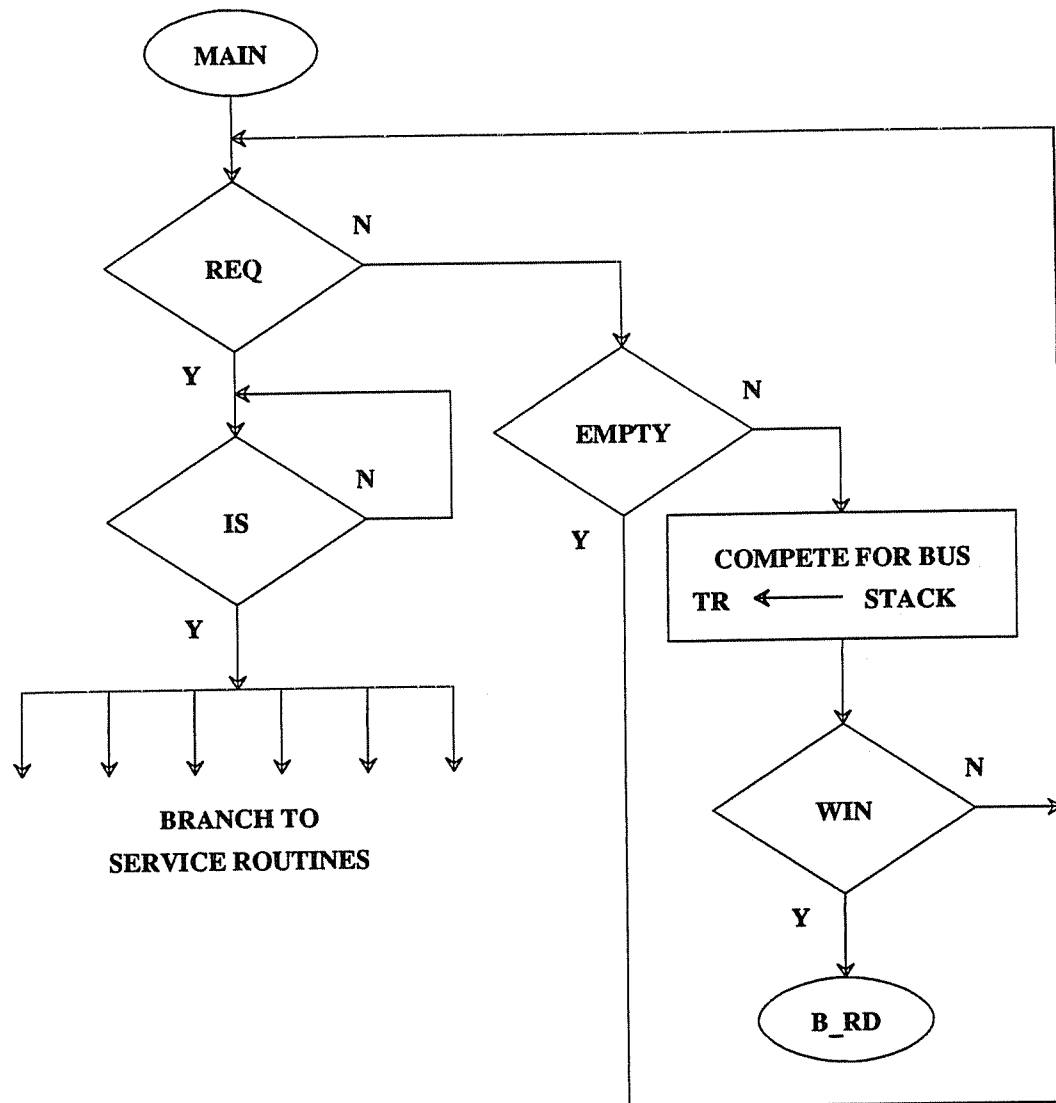 MAIN
N
REQ
Y
N
EMPTY
N
IS
Y
COMPETE FOR BUS
TR STACK
Y
N
WIN
BRANCH TO
SERVICE ROUTINES
Y
B_RD